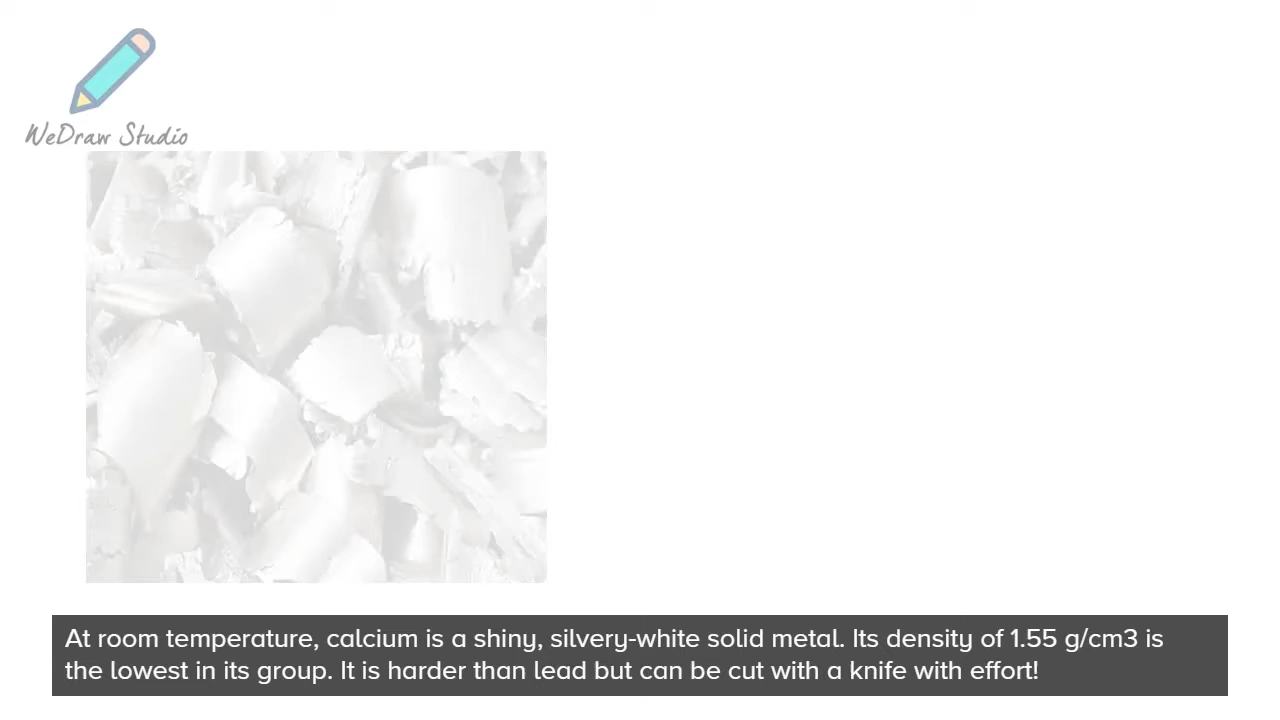 WeDraw Studio
At room temperature, calcium is a shiny, silvery-white solid metal. Its density of 1.55 g/cm3 is
the lowest in its group. It is harder than lead but can be cut with a knife with effort!